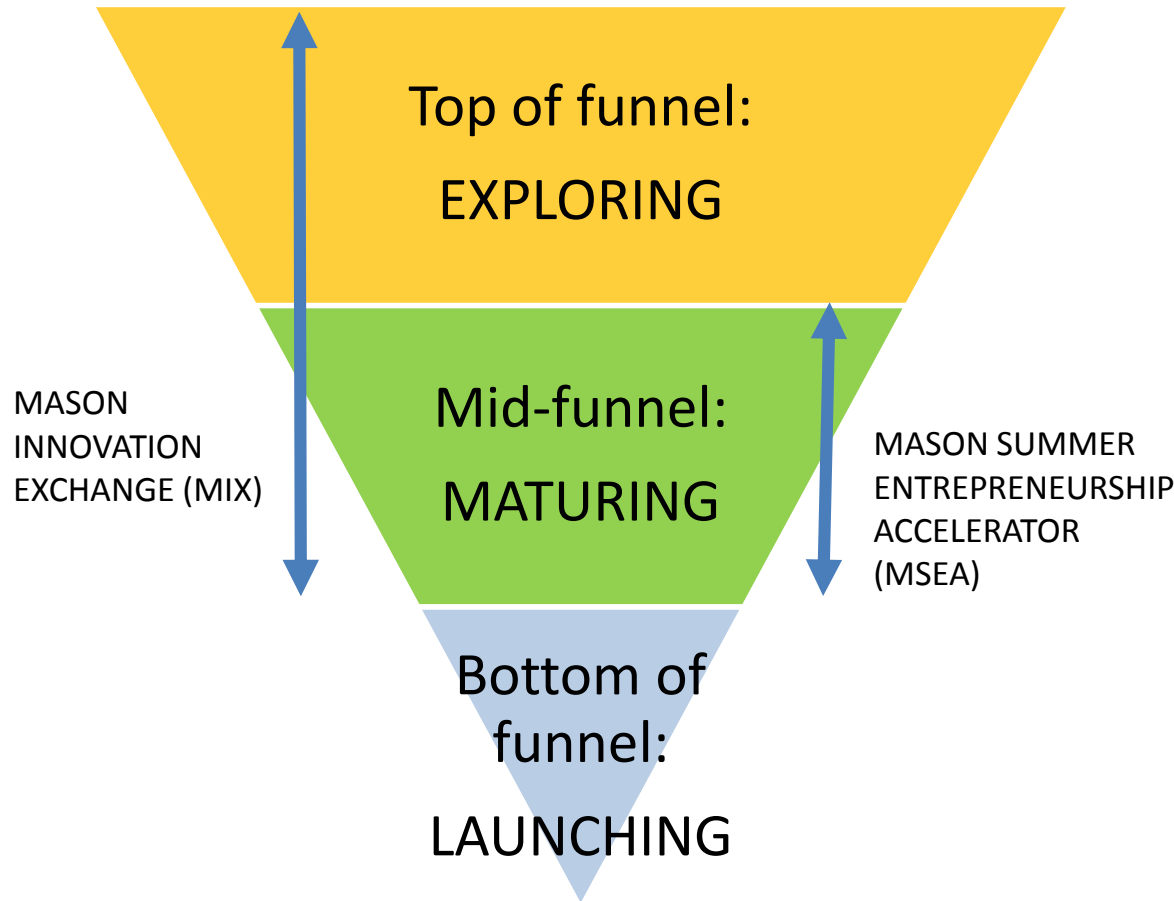 Top of funnel:
EXPLORING
Mid-funnel:
MATURING
MASON
INNOVATION
EXCHANGE (MIX)
MASON SUMMER
ENTREPRENEURSHIP
ACCELERATOR
(MSEA)
Bottom of
funnel:
LAUNCHING